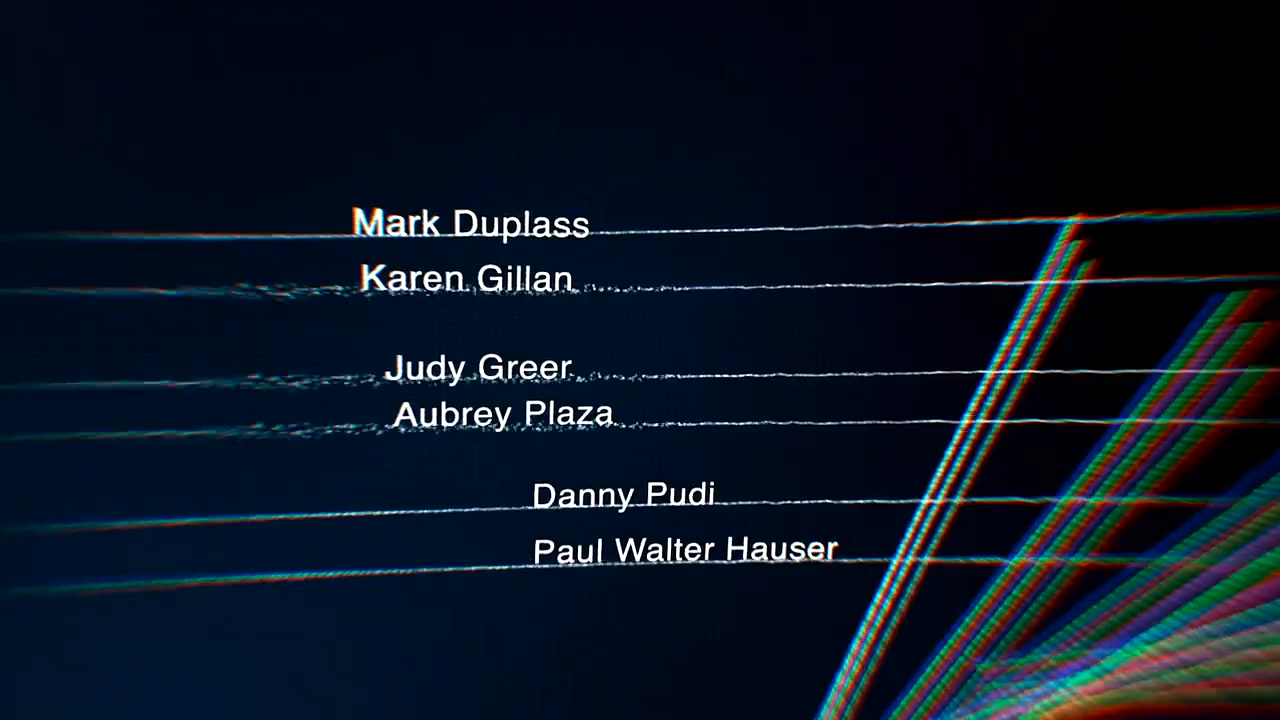 Mark Duplass
Karen Gillan
Judy Greer
Aubrey Plaza
Danny Pudi
Paul Walter Hauser